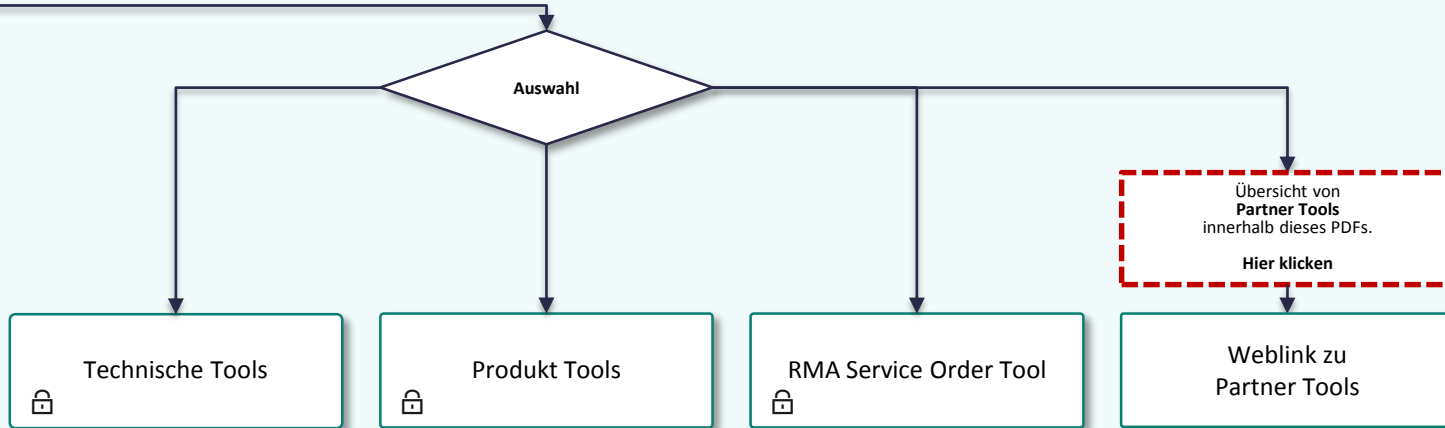 Auswahl
Übersicht von
Partner Tools
innerhalb dieses PDFs.
Hier klicken
Technische Tools
Produkt Tools
RMA Service Order Tool
Weblink zu
Partner Tools